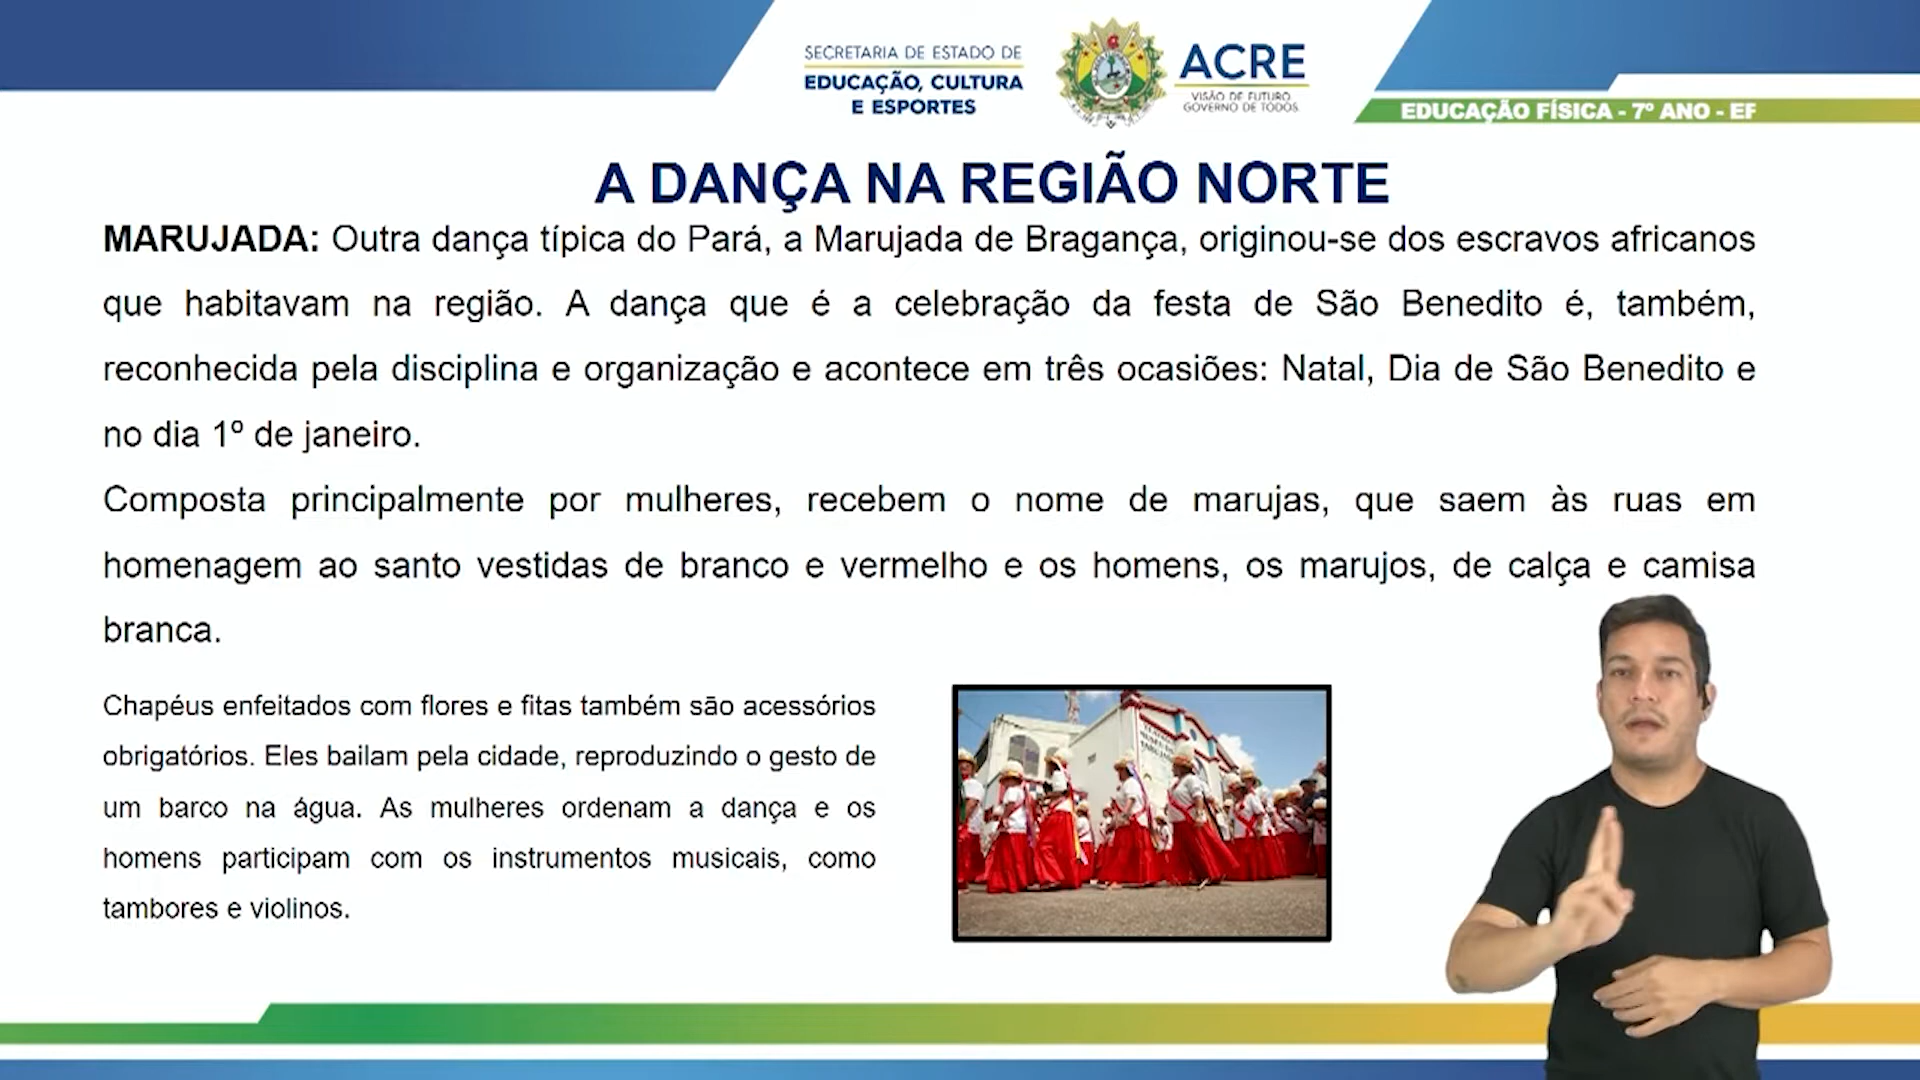 SECRETARIA DE ESTADO DE
EDUCAÇÃO, CULTURA
E ESPORTES
ACRE
VISÃO DE FUTURO
GOVERNO DE TODOS
EDUCAÇÃO FÍSICA - 7º ANO - EF
A DANÇA NA REGIÃO NORTE
MARUJADA: Outra dança típica do Pará, a Marujada de Bragança, originou-se dos escravos africanos
que habitavam na região. A dança que é a celebração da festa de São Benedito é, também,
reconhecida pela disciplina e organização e acontece em três ocasiões: Natal, Dia de São Benedito e
no dia 1º de janeiro.
Composta principalmente por mulheres, recebem o nome de marujas, que saem às ruas em
homenagem ao santo vestidas de branco e vermelho e os homens, os marujos, de calça e camisa
branca.
Chapéus enfeitados com flores e fitas também são acessórios
obrigatórios. Eles bailam pela cidade, reproduzindo o gesto de
um barco na água. As mulheres ordenam a dança e os
homens participam com os instrumentos musicais, como
tambores e violinos.